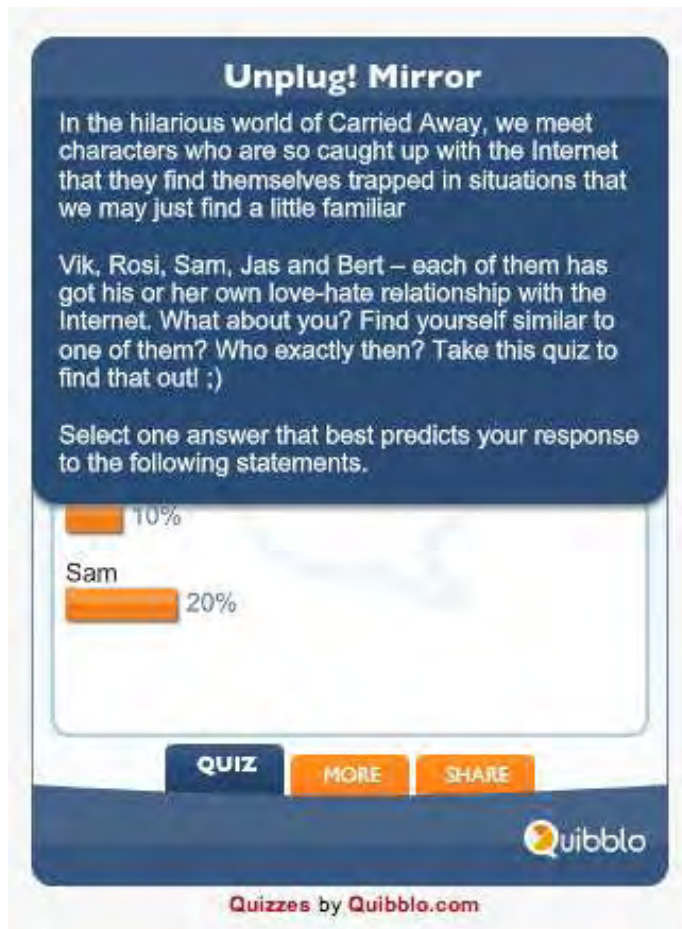 Unplug! Mirror
In the hilarious world of Carried Away, we meet
characters who are so caught up with the Internet
that they find themselves trapped in situations that
we may just find a little familiar
Vik, Rosi, Sam, Jas and Bert – each of them has
got his or her own love-hate relationship with the
Internet. What about you? Find yourself similar to
one of them? Who exactly then? Take this quiz to
find that out! ;)
Select one answer that best predicts your response
to the following statements.
10%
Sam
20%
QUIZ
MORE
SHARE
Quibblo
Quizzes by Quibblo.com